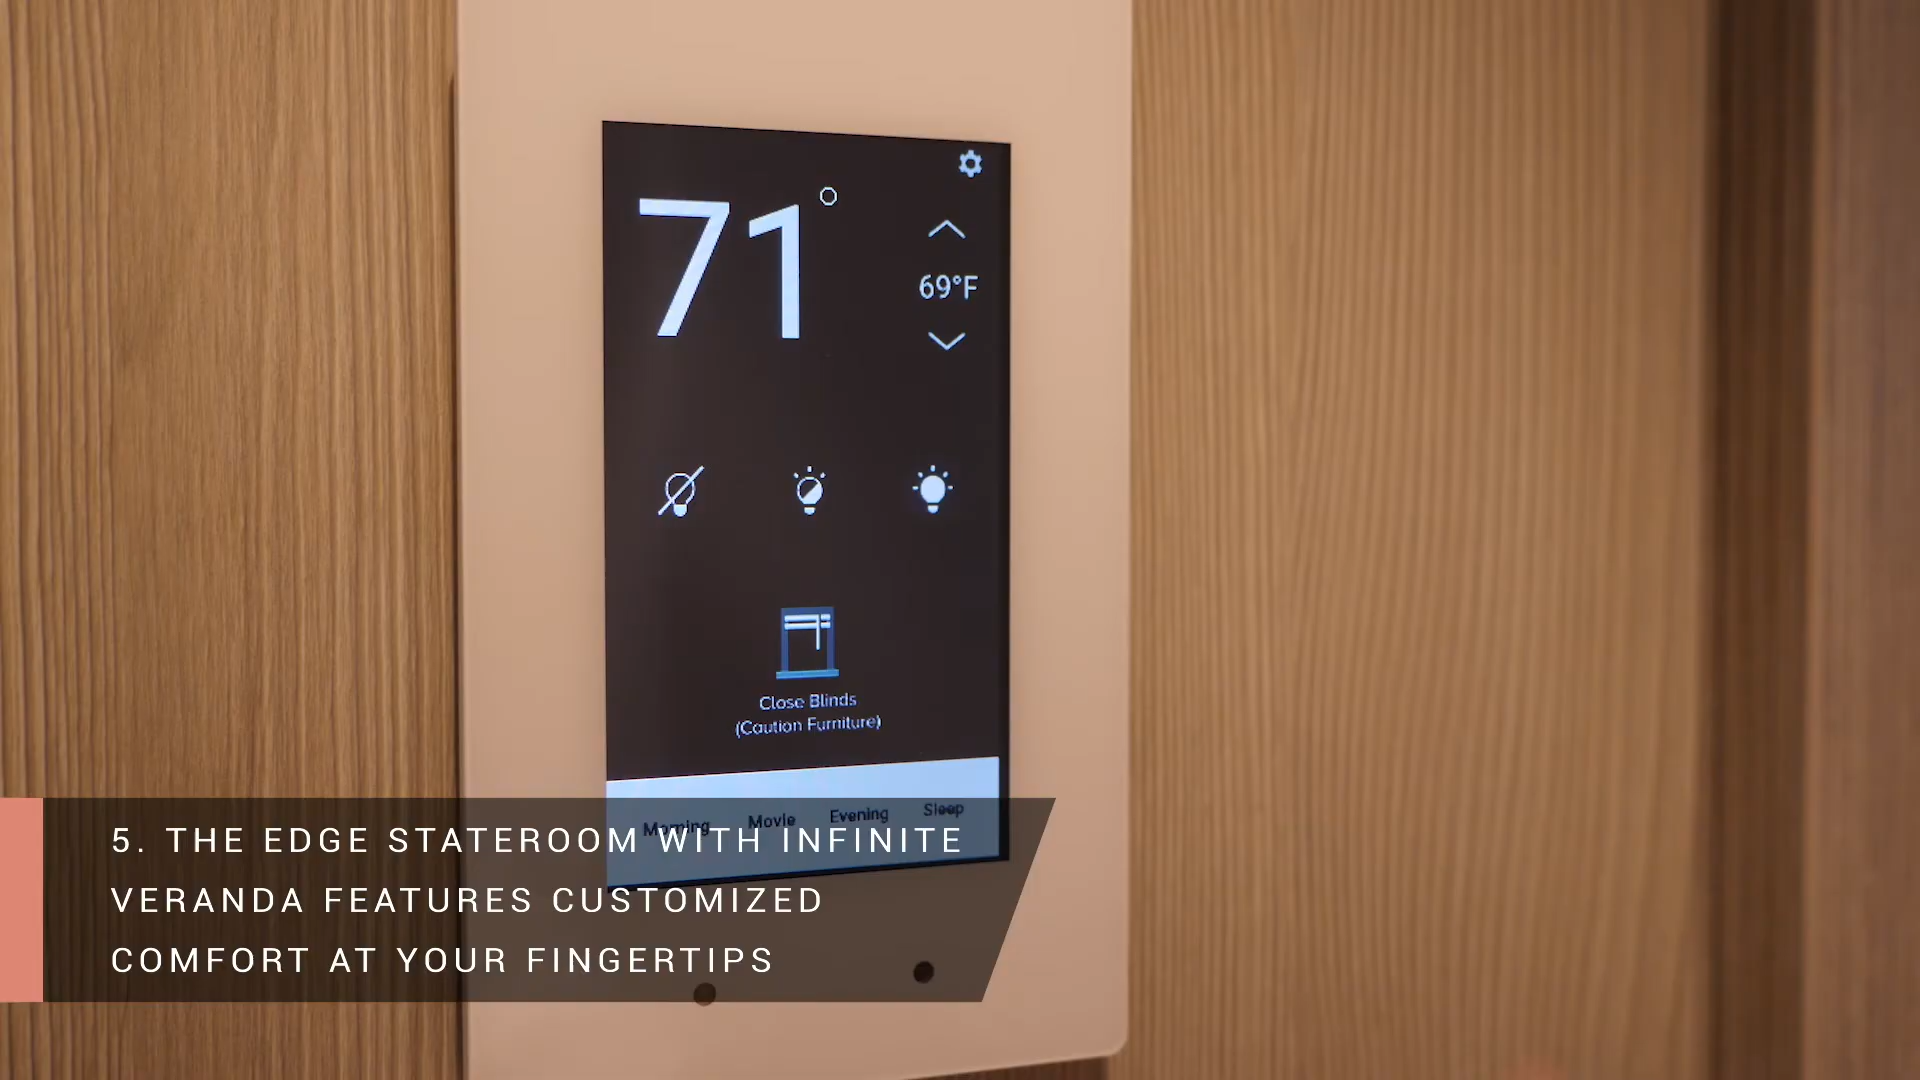 71°
69°F
Close Blinds
(Caution Furniture)
Morning Movie Evening Sleep
5. THE EDGE STATEROOM WITH INFINITE
VERANDA FEATURES CUSTOMIZED
COMFORT AT YOUR FINGERTIPS